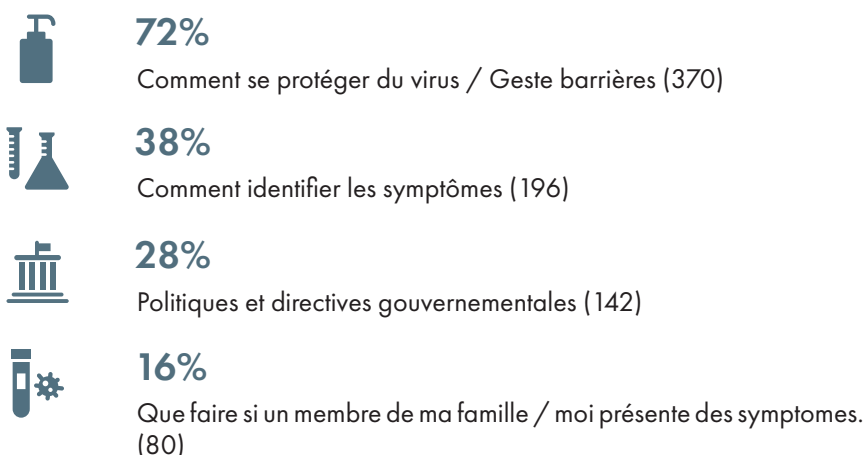 72%
Comment se protéger du virus / Geste barrières (370)
38%
Comment identifier les symptômes (196)
28%
Politiques et directives gouvernementales (142)
16%
Que faire si un membre de ma famille / moi présente des symptomes.
(80)